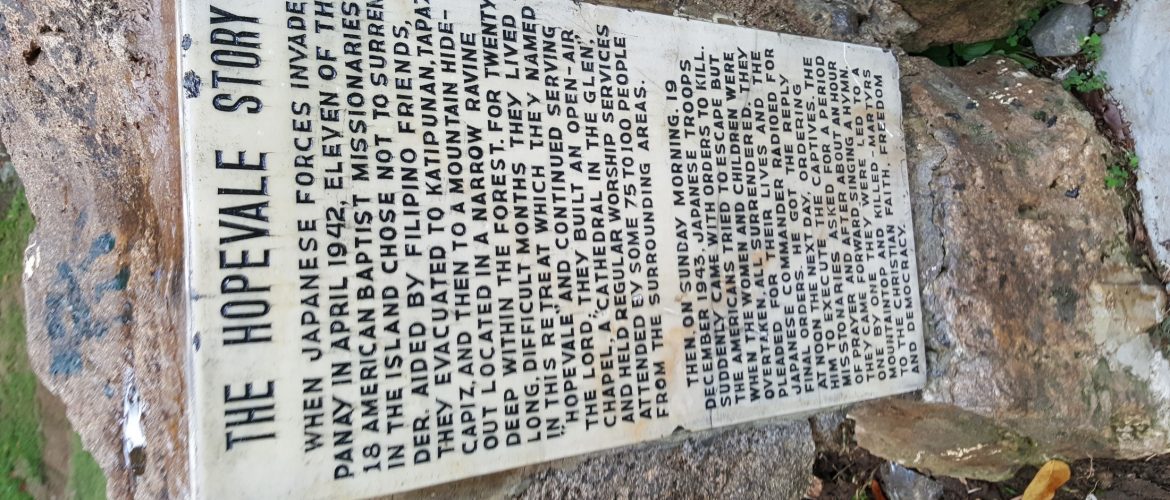 THE HOPEVALE STORY
WHEN JAPANESE FORCES INVADE
PANAY IN APRIL 1942, ELEVEN OF TH
18 AMERICAN BAPTIST MISSIONARIES
IN THE ISLAND CHOSE NOT TO SURREN
DER. AIDED BY FILIPINO FRIENDS,
THEY EVACUATED TO KATIPUNAN, TAPAZ
CAPIZ, AND THEN TO A MOUNTAIN HIDE-
OUT LOCATED IN A NARROW RAVINE
DEEP WITHIN THE FOREST. FOR TWENTY
LONG, DIFFICULT MONTHS THEY LIVED
IN THIS RETREAT WHICH THEY NAMED
"HOPEVALE," AND CONTINUED SERVING
THE LORD. THEY BUILT AN OPEN-AIR
CHAPEL, A "CATHEDRAL IN THE GLEN,"
AND HELD REGULAR WORSHIP SERVICES
ATTENDED BY SOME 75 TO 100 PEOPLE
FROM THE SURROUNDING AREAS.
THEN, ON SUNDAY MORNING, 19
DECEMBER 1943, JAPANESE TROOPS
SUDDENLY CAME WITH ORDERS TO KILL.
THE AMERICANS TRIED TO ESCAPE BUT
WHEN THE WOMEN AND CHILDREN WERE
OVERTAKEN, ALL SURRENDERED. THEY
PLEADED FOR THEIR LIVES AND THE
JAPANESE COMMANDER RADIOED FOR
FINAL ORDERS. HE GOT THE REPLY
AT NOON THE NEXT DAY, ORDERING
HIM TO EXECUTE THE CAPTIVES. THE
MISSIONARIES ASKED FOR A PERIOD
OF PRAYER AND AFTER ABOUT AN HOUR
THEY CAME FORWARD SINGING A HYMN.
ONE BY ONE THEY WERE LED TO A
MOUNTAINTOP AND KILLED-MARTYRS
TO THE CHRISTIAN FAITH, FREEDOM
AND DEMOCRACY.